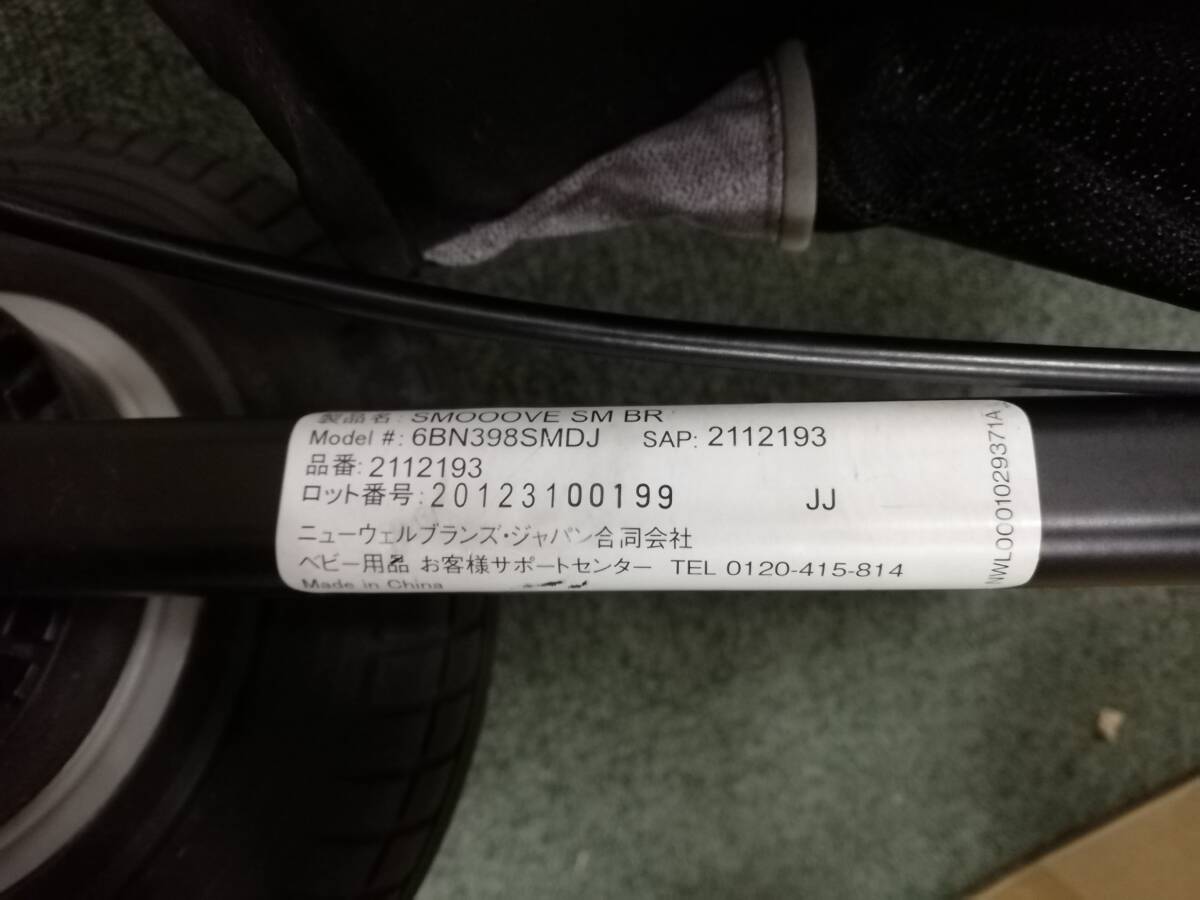 製品名: SMOOOVE SM BR
Model #: 6BN398SMDJ SAP: 2112193
品番: 2112193
ロット番号: 20123100199 JJ
ニューウェルブランズ・ジャパン合同会社
ベビー用品 お客様サポートセンター TEL 0120-415-814
Made in China
NWL0001029371A